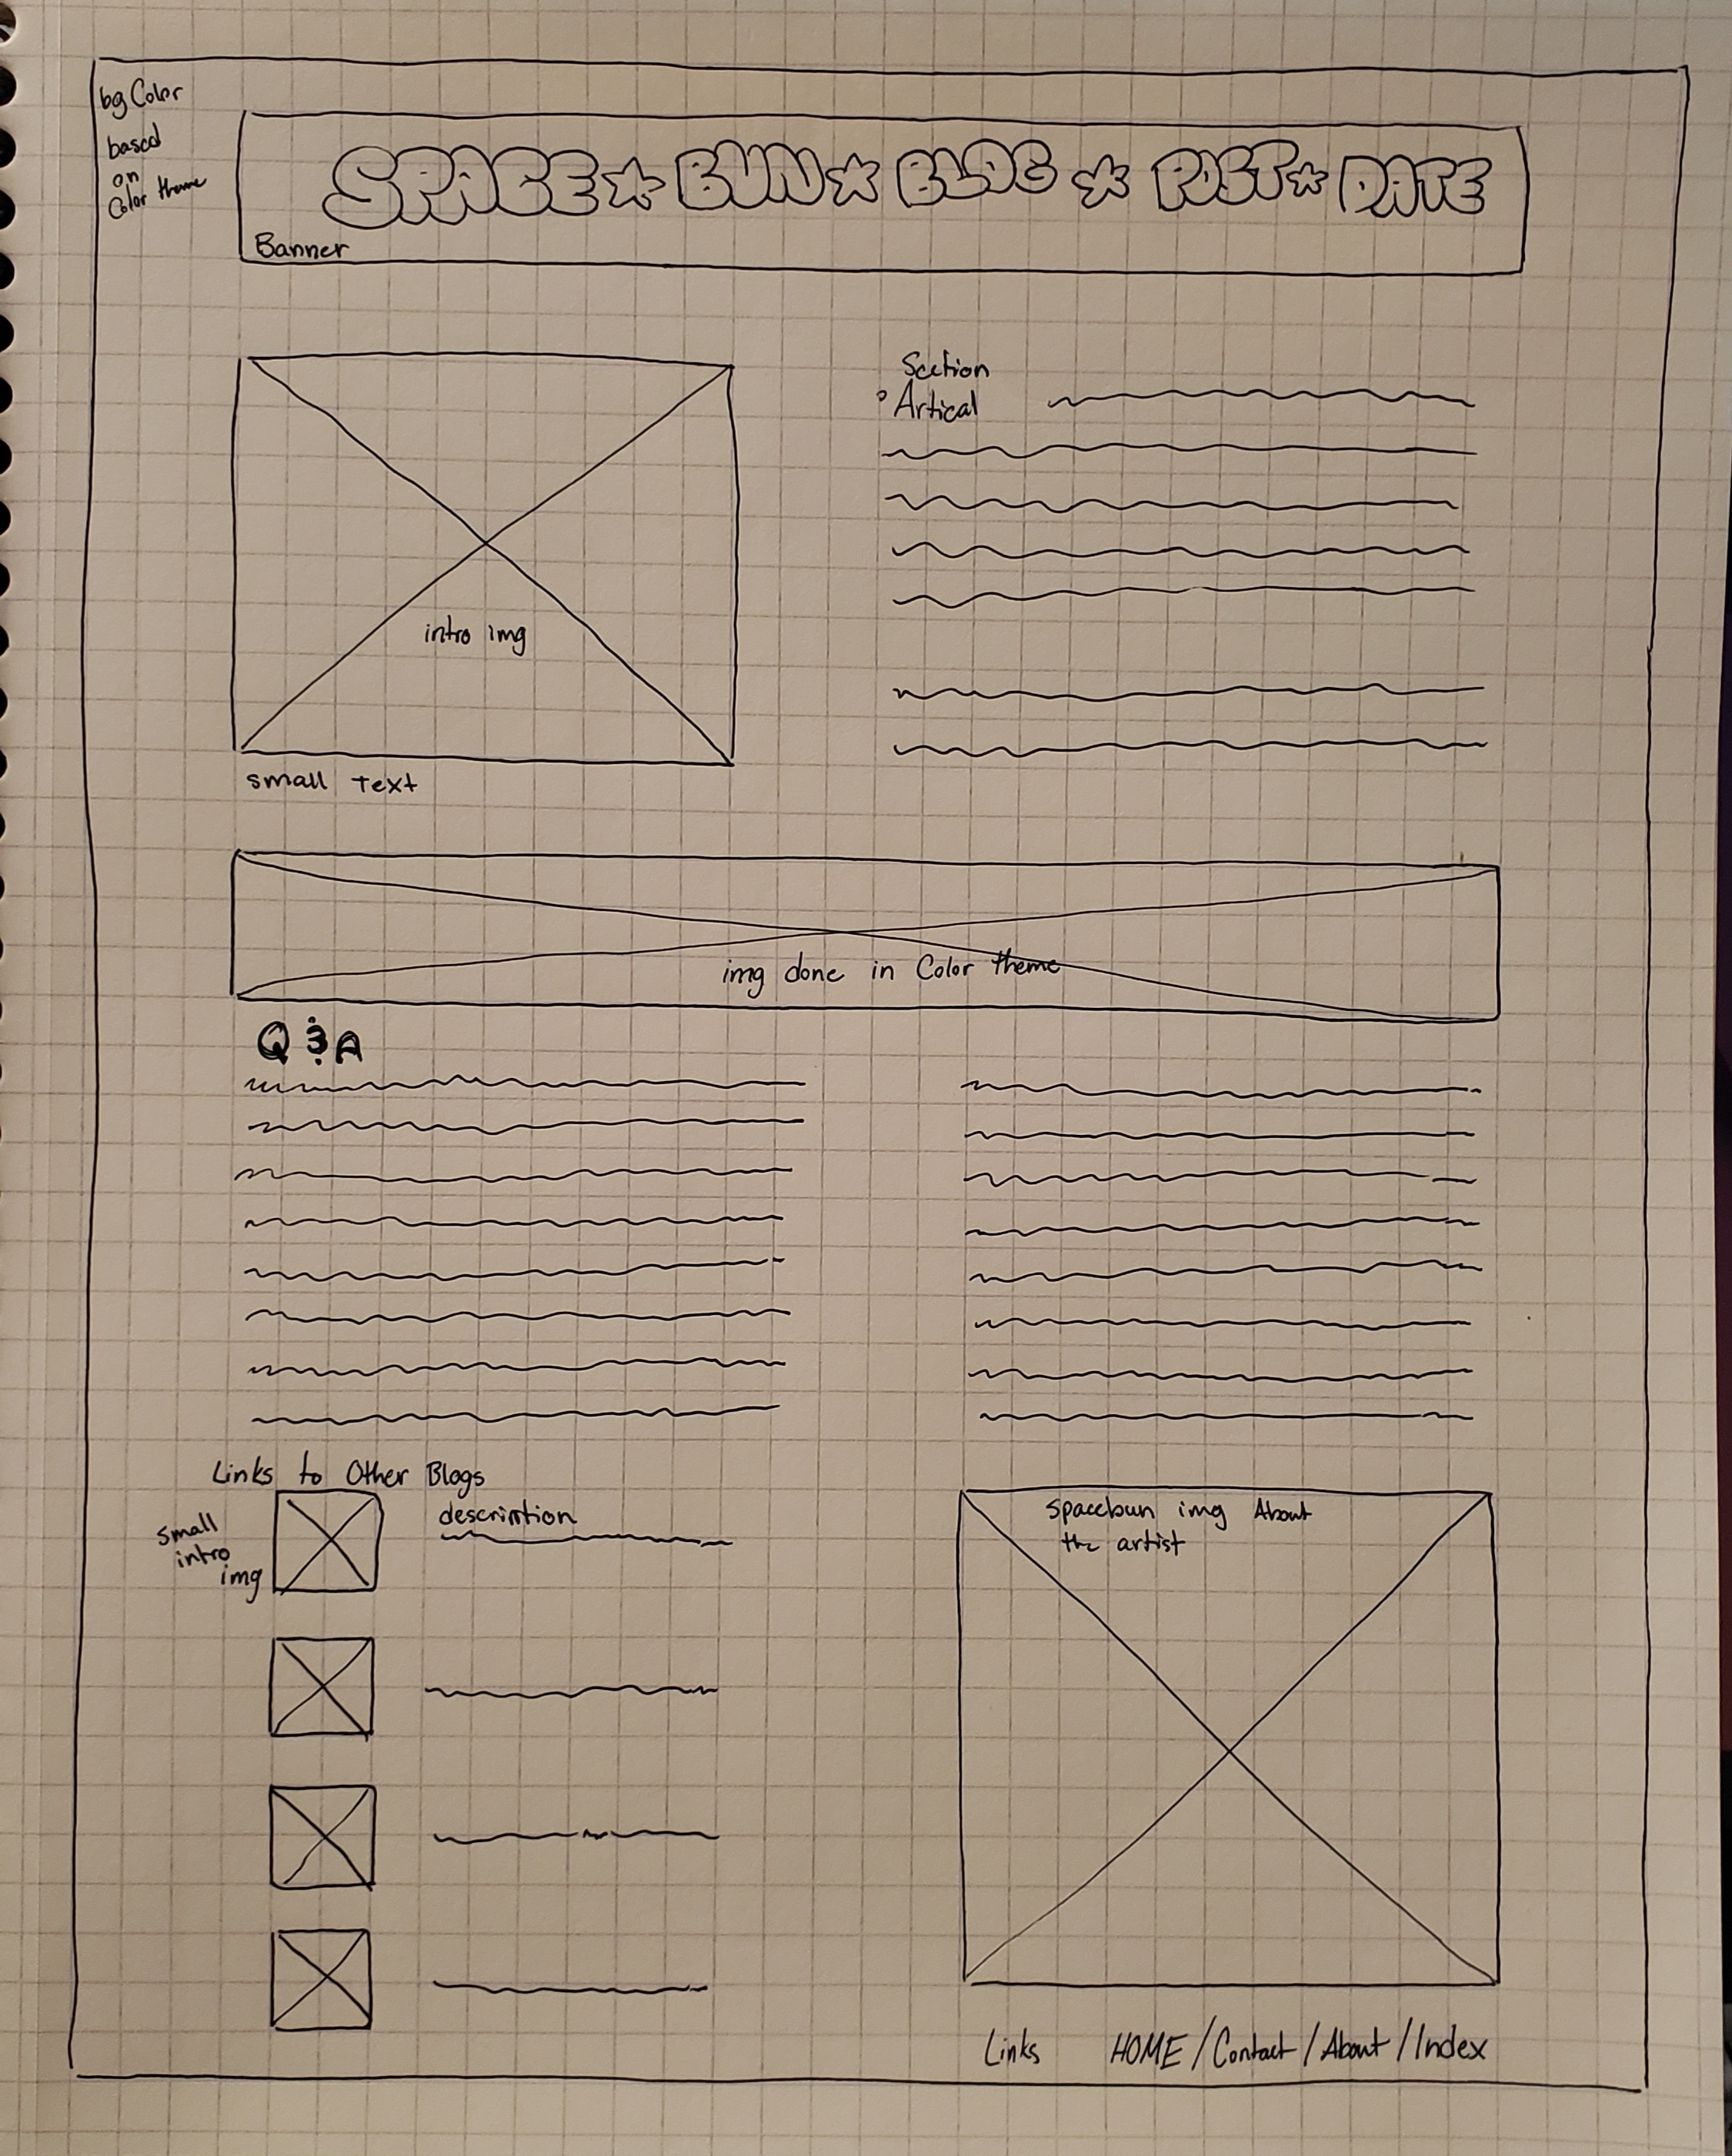 bg Color
based
on
Color theme
SPACE☆BUN☆BLOG☆POST☆DATE
Banner
Section
° Artical
intro img
small Text
img done in Color theme
Q & A
Links to Other Blogs
small
intro
img
description
spacebun img About
the artist
Links HOME / Contact / About / Index